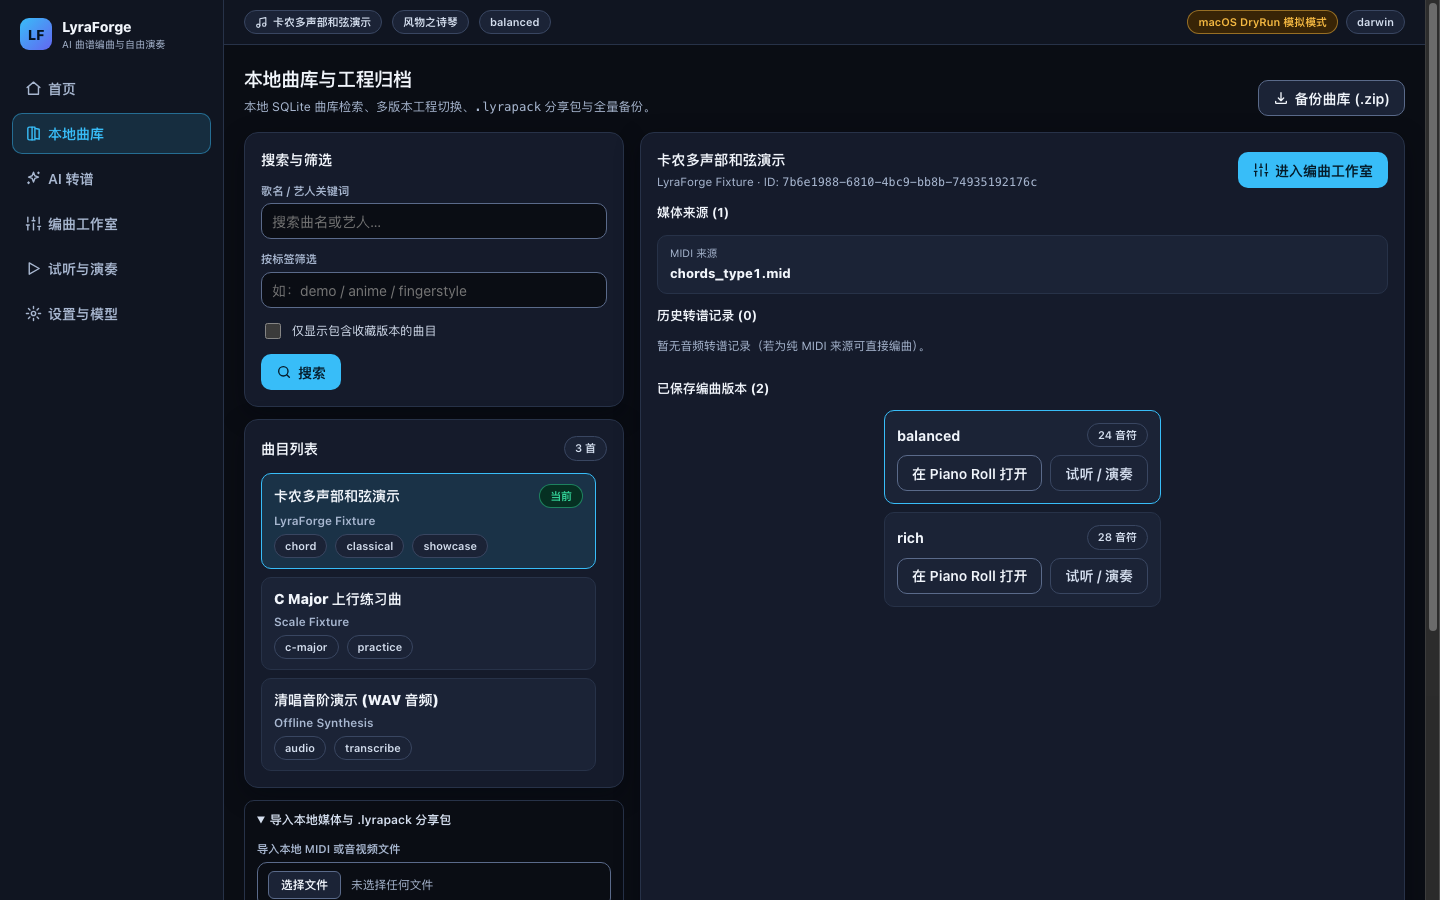 LF
LyraForge
AI 曲谱编曲与自由演奏
首页
本地曲库
AI 转谱
编曲工作室
试听与演奏
设置与模型
卡农多声部和弦演示
风物之诗琴
balanced
macOS DryRun 模拟模式
darwin
本地曲库与工程归档
本地 SQLite 曲库检索、多版本工程切换、.lyrapack 分享包与全量备份。
备份曲库 (.zip)
搜索与筛选
歌名 / 艺人关键词
搜索曲名或艺人...
按标签筛选
如：demo / anime / fingerstyle
仅显示包含收藏版本的曲目
搜索
曲目列表
3 首
卡农多声部和弦演示
当前
LyraForge Fixture
chord
classical
showcase
C Major 上行练习曲
Scale Fixture
c-major
practice
清唱音阶演示 (WAV 音频)
Offline Synthesis
audio
transcribe
▼ 导入本地媒体与 .lyrapack 分享包
导入本地 MIDI 或音视频文件
选择文件
未选择任何文件
卡农多声部和弦演示
LyraForge Fixture · ID: 7b6e1988-6810-4bc9-bb8b-74935192176c
进入编曲工作室
媒体来源 (1)
MIDI 来源
chords_type1.mid
历史转谱记录 (0)
暂无音频转谱记录（若为纯 MIDI 来源可直接编曲）。
已保存编曲版本 (2)
balanced
24 音符
在 Piano Roll 打开
试听 / 演奏
rich
28 音符
在 Piano Roll 打开
试听 / 演奏